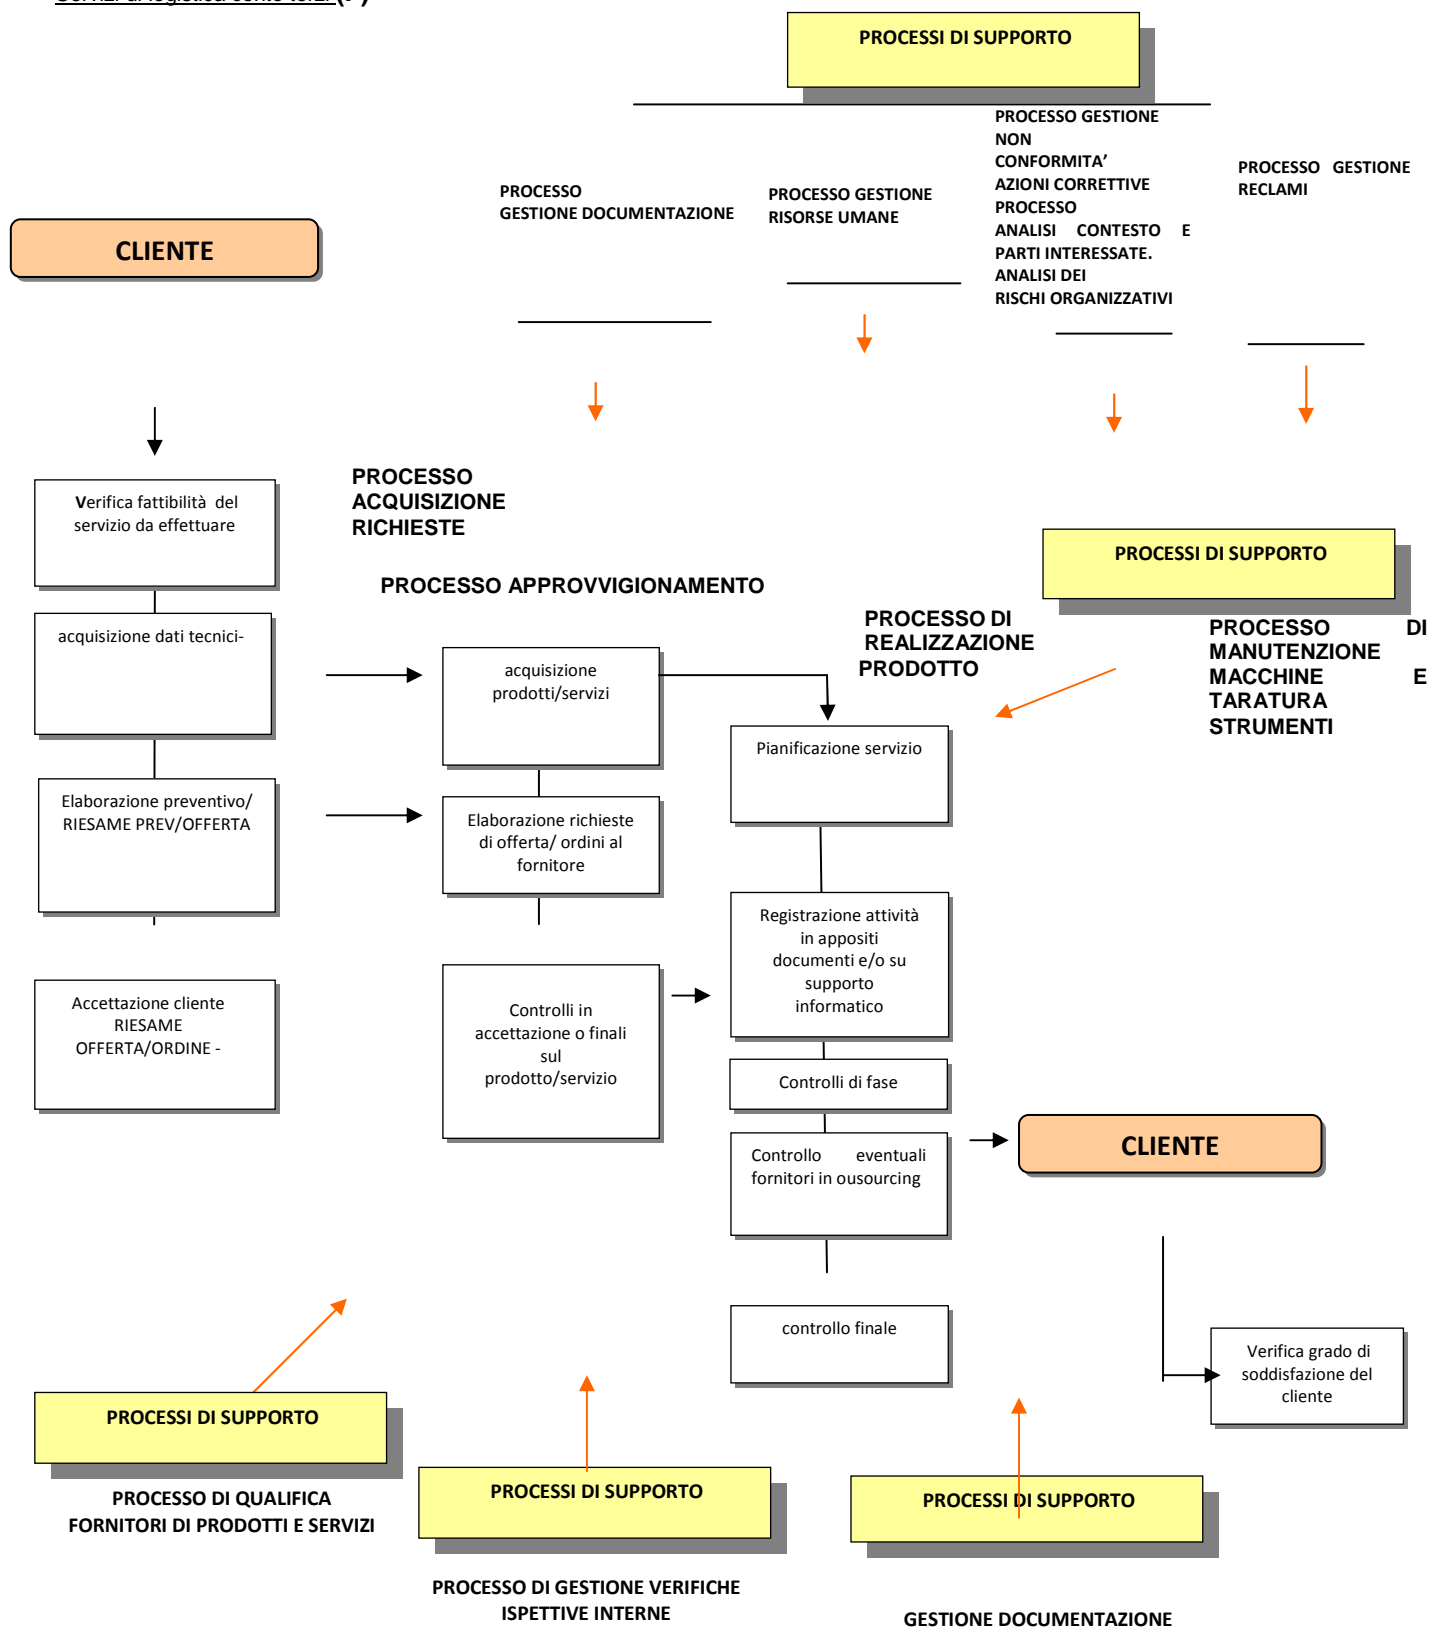 PROCESSI DI SUPPORTO
PROCESSO GESTIONE
NON
CONFORMITA’
AZIONI CORRETTIVE
PROCESSO
ANALISI CONTESTO E
PARTI INTERESSATE.
ANALISI DEI
RISCHI ORGANIZZATIVI
PROCESSO GESTIONE
RECLAMI
PROCESSO
GESTIONE DOCUMENTAZIONE
PROCESSO GESTIONE
RISORSE UMANE
CLIENTE
Verifica fattibilità del
servizio da effettuare
PROCESSO
ACQUISIZIONE
RICHIESTE
PROCESSI DI SUPPORTO
PROCESSO APPROVVIGIONAMENTO
acquisizione dati tecnici-
PROCESSO DI
REALIZZAZIONE
PRODOTTO
PROCESSO DI
MANUTENZIONE
MACCHINE E
TARATURA
STRUMENTI
acquisizione
prodotti/servizi
Pianificazione servizio
Elaborazione preventivo/
RIESAME PREV/OFFERTA
Elaborazione richieste
di offerta/ ordini al
fornitore
Registrazione attività
in appositi
documenti e/o su
supporto
informatico
Accettazione cliente
RIESAME
OFFERTA/ORDINE -
Controlli in
accettazione o finali
sul
prodotto/servizio
Controlli di fase
Controllo eventuali
fornitori in ousourcing
CLIENTE
controllo finale
Verifica grado di
soddisfazione del
cliente
PROCESSI DI SUPPORTO
PROCESSO DI QUALIFICA
FORNITORI DI PRODOTTI E SERVIZI
PROCESSI DI SUPPORTO
PROCESSO DI GESTIONE VERIFICHE
ISPETTIVE INTERNE
PROCESSI DI SUPPORTO
GESTIONE DOCUMENTAZIONE